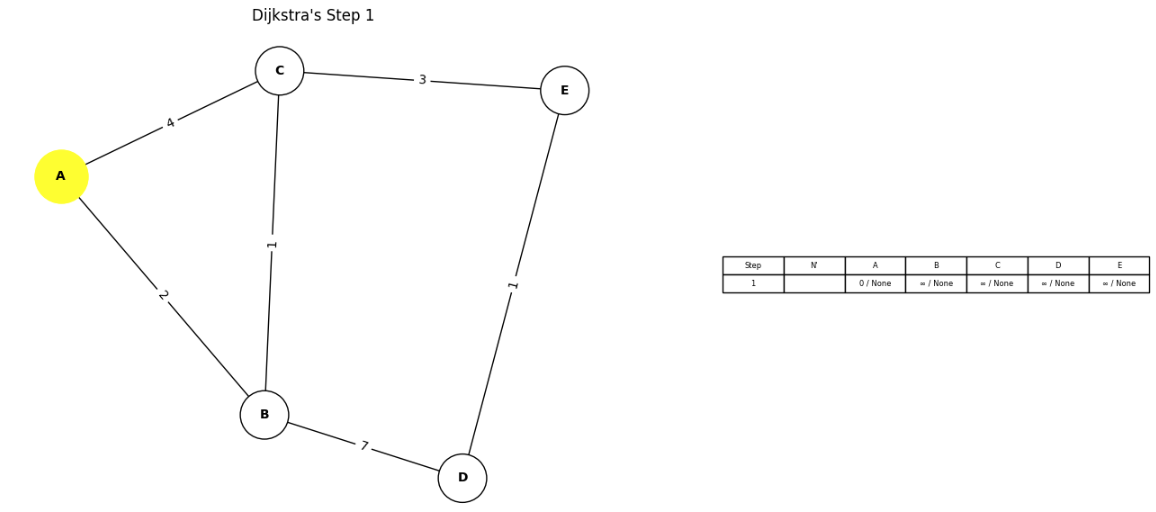 Dijkstra's Step 1
C
3
E
4
A
1
2
1
B
7
D
Step N' A B C D E
1 0 / None ∞ / None ∞ / None ∞ / None ∞ / None